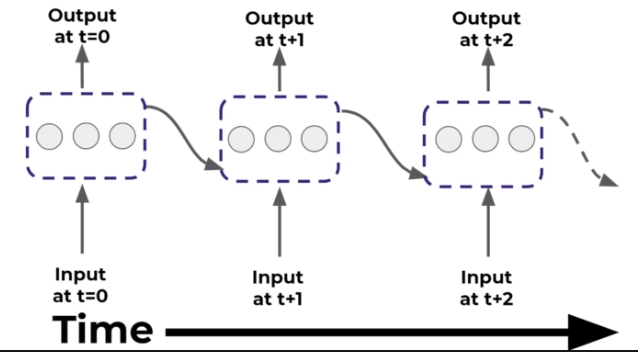 Output
at t=0
Output
at t+1
Output
at t+2
Input
at t=0
Input
at t+1
Input
at t+2
Time